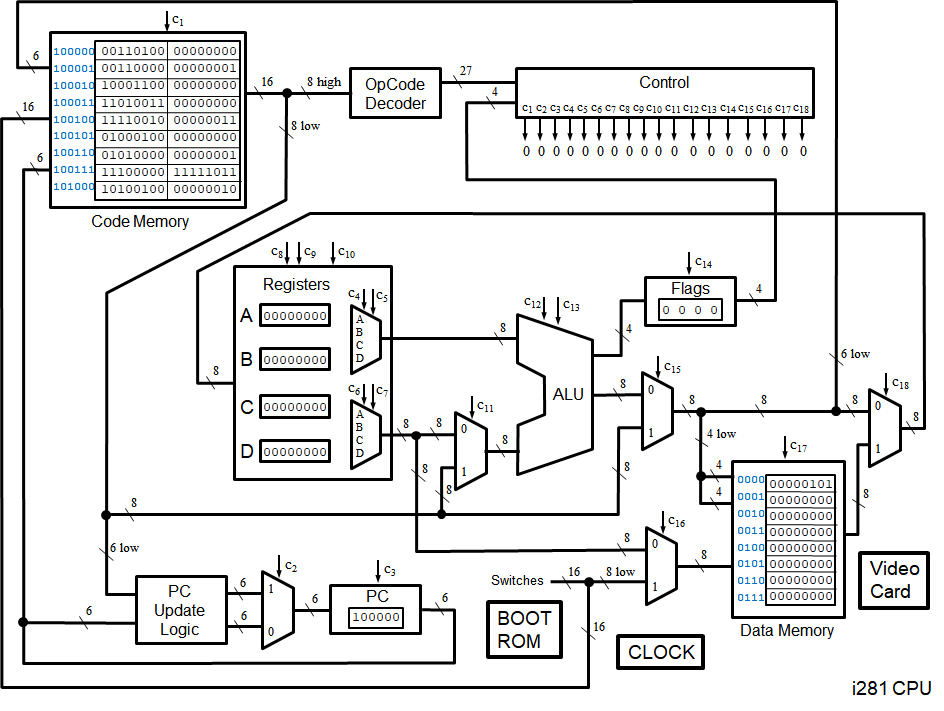 c1
6
16
6
100000 00110100 00000000
100001 00110000 00000001
100010 10001100 00000000
100011 11010011 00000000
100100 11110010 00000011
100101 01000100 00000000
100110 01010000 00000001
100111 11100000 11111011
101000 10100100 00000010
Code Memory
16
8 high
8 low
OpCode
Decoder
27
4
Control
c1 c2 c3 c4 c5 c6 c7 c8 c9 c10 c11 c12 c13 c14 c15 c16 c17 c18
0 0 0 0 0 0 0 0 0 0 0 0 0 0 0 0 0 0
c8 c9 c10
Registers
A 00000000
B 00000000
C 00000000
D 00000000
8
c4 c5
A
B
C
D
c6 c7
A
B
C
D
8
8
8
8
8
c11
0
1
8
c12 c13
ALU
8
4
c14
Flags
0 0 0 0
4
c15
0
1
8
8
8
6 low
8
4 low
4
4
c18
0
1
8
8
c17
0000 00000101
0001 00000000
0010 00000000
0011 00000000
0100 00000000
0101 00000000
0110 00000000
0111 00000000
Data Memory
8
6 low
6
PC
Update
Logic
6
6
c2
1
0
6
c3
PC
100000
6
c16
0
1
8
8
Switches
16
8 low
16
BOOT
ROM
CLOCK
Video
Card
i281 CPU